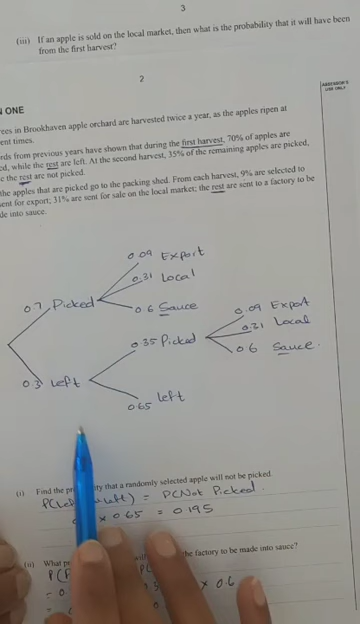 3
(iii) If an apple is sold on the local market, then what is the probability that it will have been
from the first harvest?
2
ASSESSOR'S
USE ONLY
N ONE
ees in Brookhaven apple orchard are harvested twice a year, as the apples ripen at
ent times.
rds from previous years have shown that during the first harvest, 70% of apples are
ed, while the rest are left. At the second harvest, 35% of the remaining apples are picked,
e the rest are not picked.
the apples that are picked go to the packing shed. From each harvest, 9% are selected to
sent for export; 31% are sent for sale on the local market; the rest are sent to a factory to be
de into sauce.
0.09 Export
0.31 Local
0.7 Picked
0.6 Sauce
0.09 Export
0.31 Local
0.35 Picked
0.6 Sauce.
0.3 Left
0.65 left
(i) Find the that a randomly selected apple will not be picked.
left) = P(Not Picked.
× 0.65 = 0.195
(ii) What the factory to be made into sauce?
× 0.6